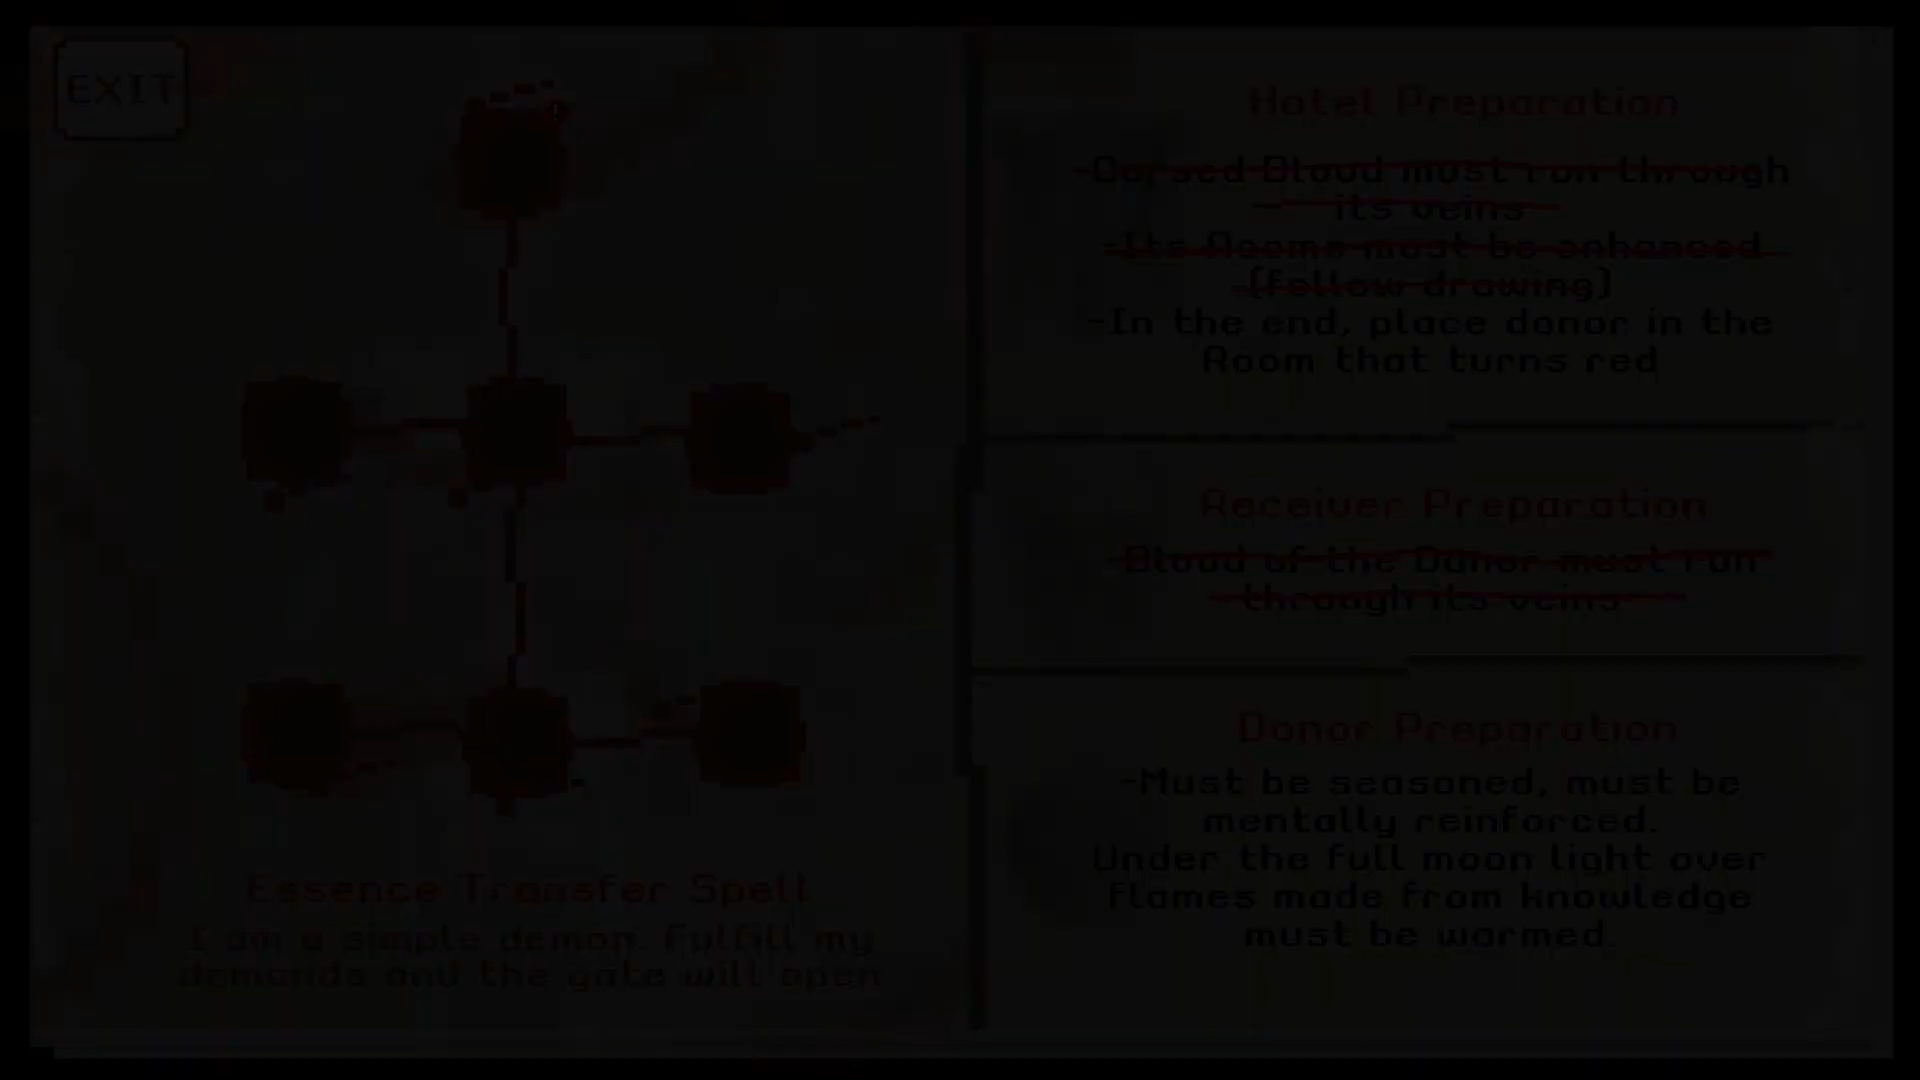 EXIT
Essence Transfer Spell
I am a simple demon. Fulfill my
demands and the gate will open
Hotel Preparation
-Cursed Blood must run through
its veins
-Its Rooms must be enhanced
(follow drawing)
-In the end, place donor in the
Room that turns red
Receiver Preparation
-Blood of the Donor must run
through its veins
Donor Preparation
-Must be seasoned, must be
mentally reinforced.
Under the full moon light over
flames made from knowledge
must be warmed.